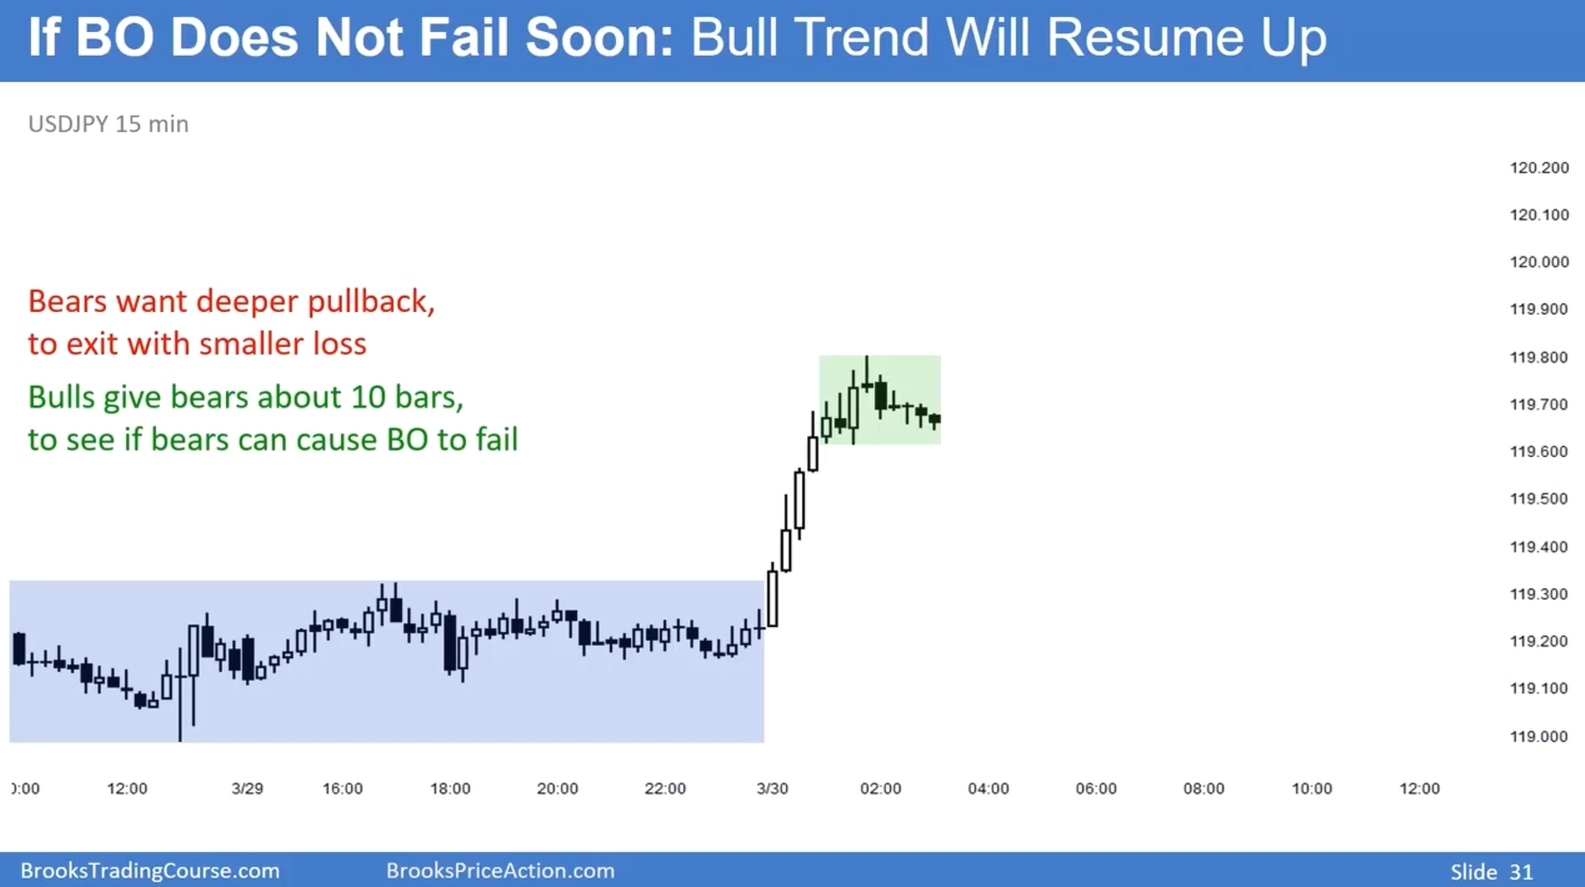 If BO Does Not Fail Soon: Bull Trend Will Resume Up
USDJPY 15 min
120.200
120.100
120.000
Bears want deeper pullback,
119.900
to exit with smaller loss
119.800
Bulls give bears about 10 bars,
119.700
to see if bears can cause BO to fail
119.600
119.500
119.400
119.300
119.200
119.100
119.000
):00 12:00 3/29 16:00 18:00 20:00 22:00 3/30 02:00 04:00 06:00 08:00 10:00 12:00
BrooksTradingCourse.com BrooksPriceAction.com Slide 31